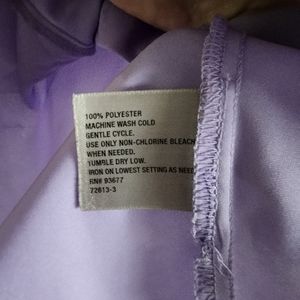 100% POLYESTER
MACHINE WASH COLD
GENTLE CYCLE.
USE ONLY NON-CHLORINE BLEACH
WHEN NEEDED.
TUMBLE DRY LOW.
IRON ON LOWEST SETTING AS NEED
RN# 93677
72813-3